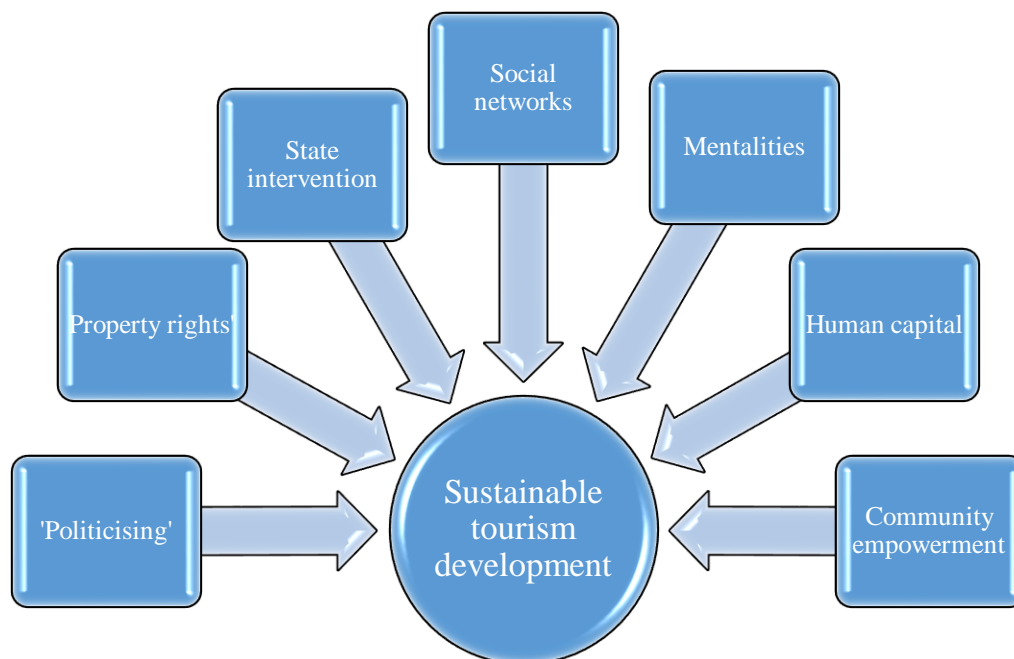 Social
networks
State
intervention
Mentalities
Property rights'
Human capital
'Politicising'
Sustainable
tourism
development
Community
empowerment